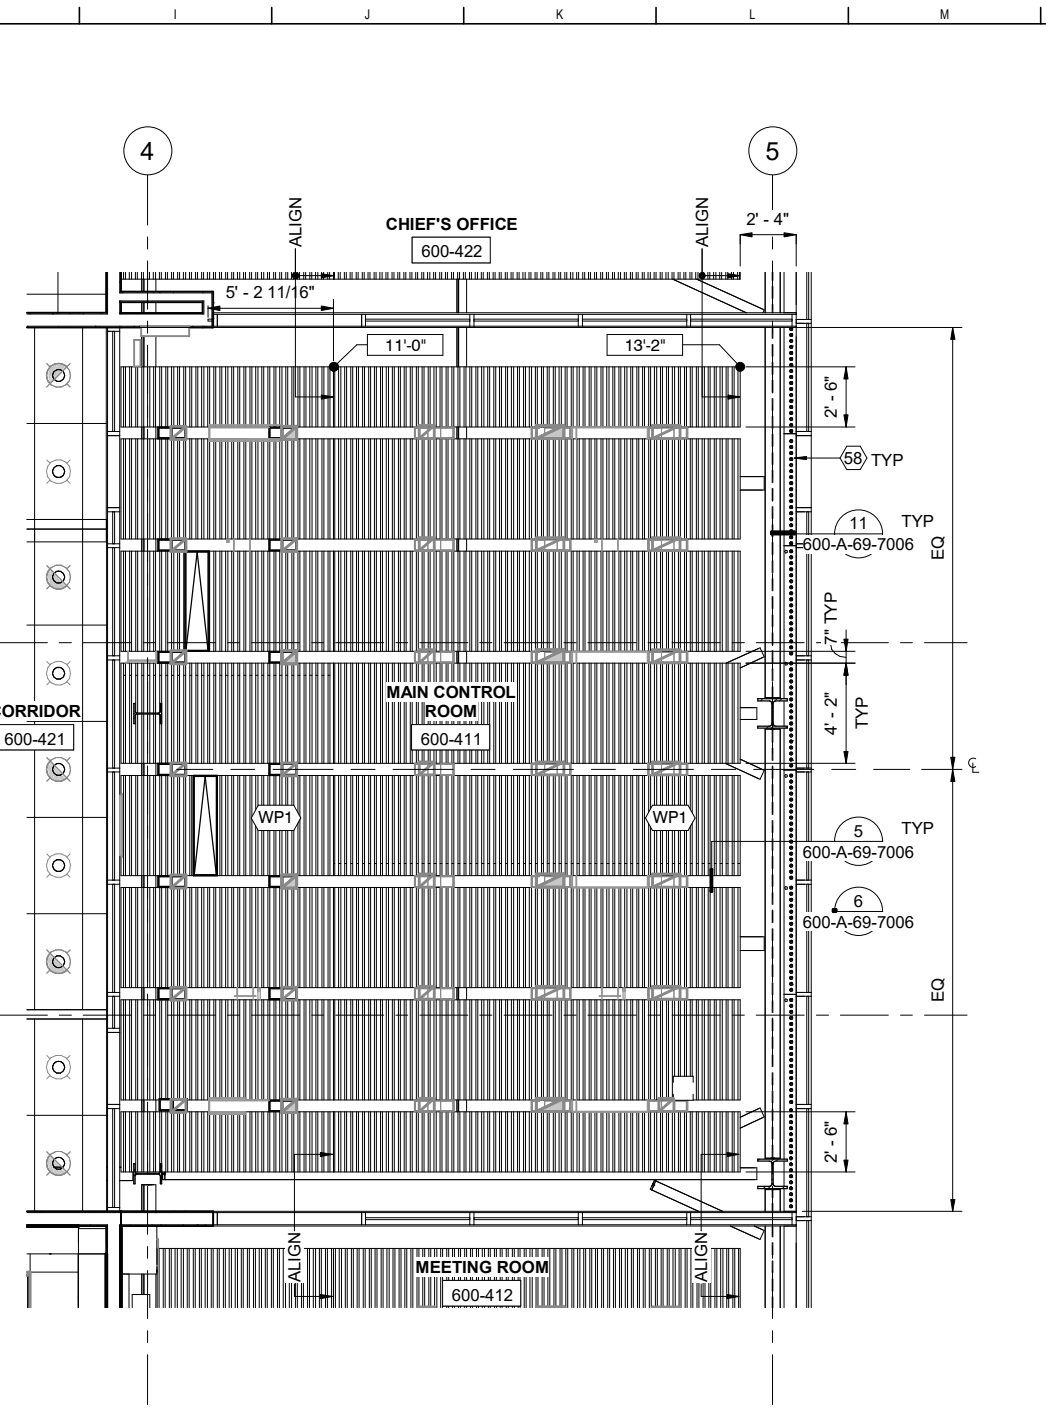 I J K L M
4 5
ALIGN
CHIEF'S OFFICE
600-422
ALIGN
2' - 4"
5' - 2 11/16"
11'-0"
13'-2"
2' - 6"
58 TYP
11 TYP
600-A-69-7006
EQ
7" TYP
MAIN CONTROL
ROOM
600-411
CORRIDOR
600-421
4' - 2"
TYP
CL
WP1 WP1
5 TYP
600-A-69-7006
6
600-A-69-7006
EQ
2' - 6"
ALIGN
MEETING ROOM
600-412
ALIGN